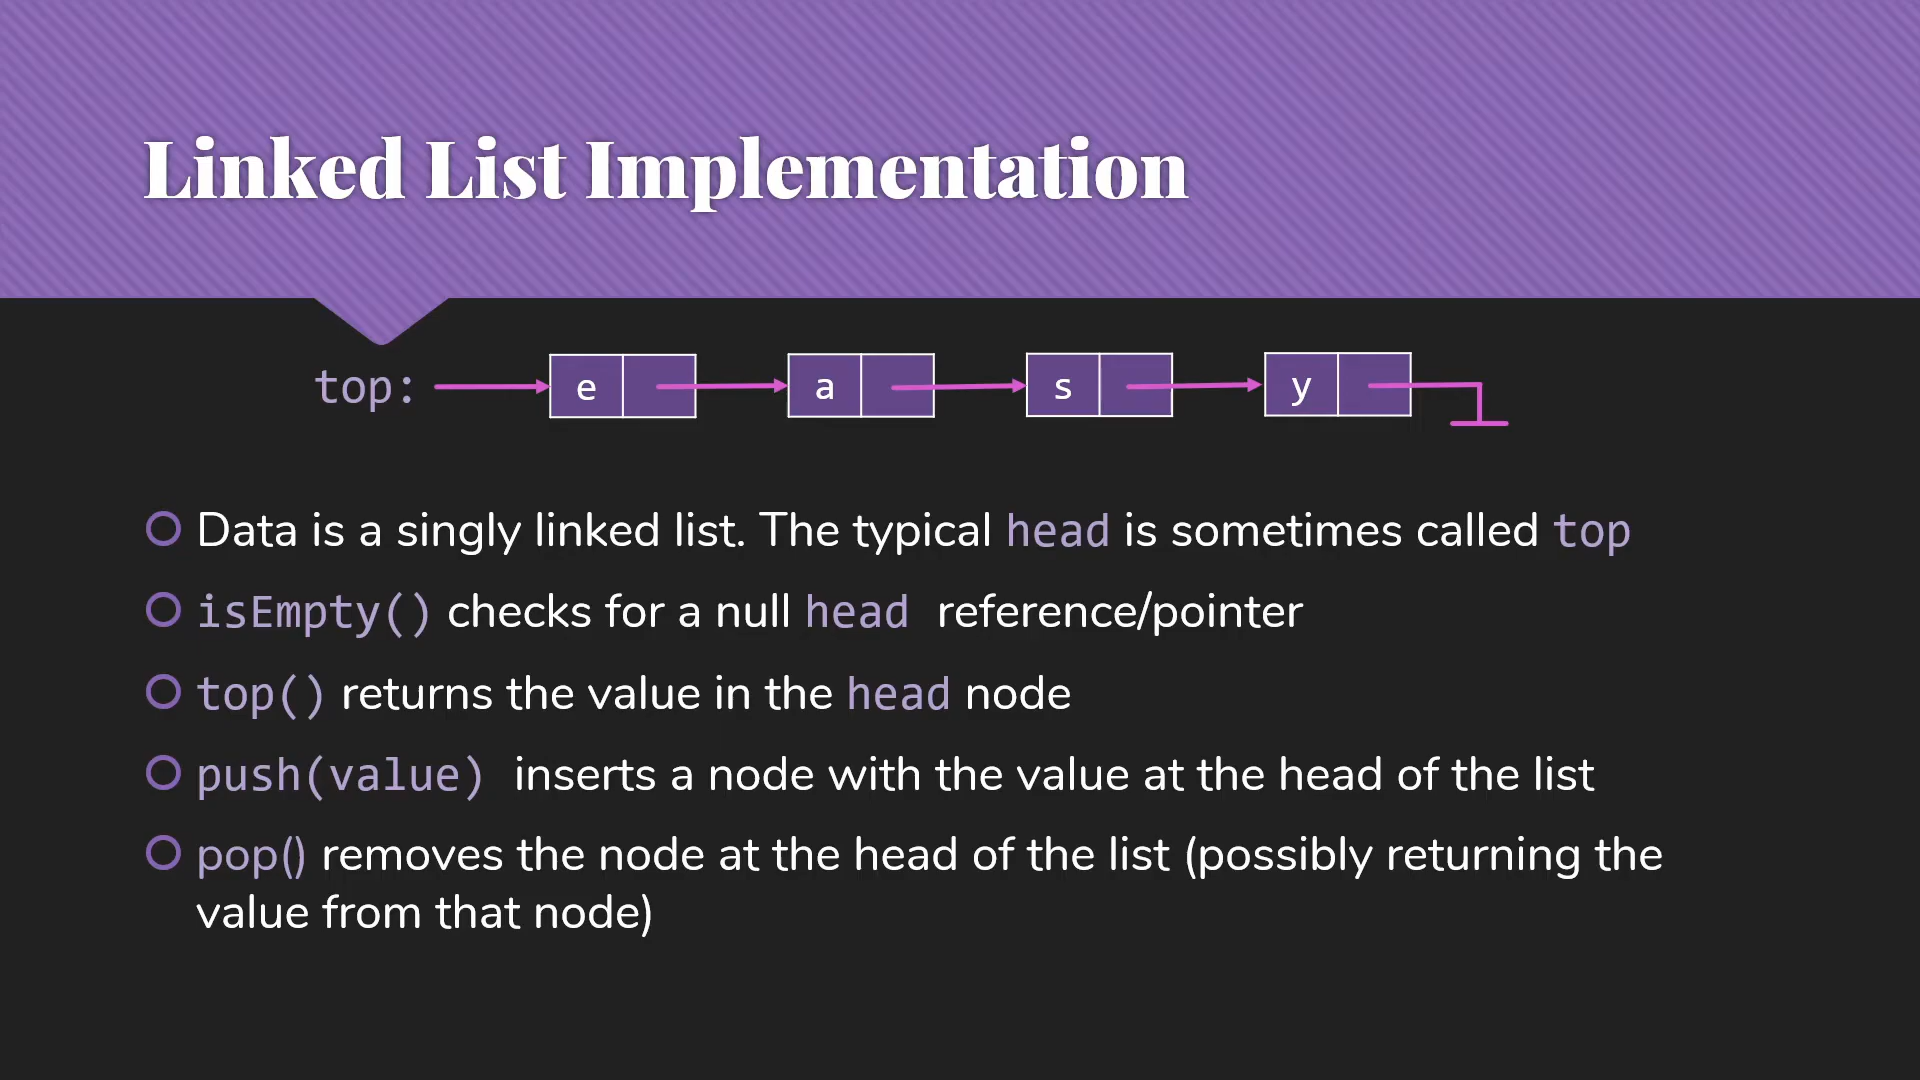 Linked List Implementation
top: e a s y
Data is a singly linked list. The typical head is sometimes called top
isEmpty() checks for a null head reference/pointer
top() returns the value in the head node
push(value) inserts a node with the value at the head of the list
pop() removes the node at the head of the list (possibly returning the
value from that node)